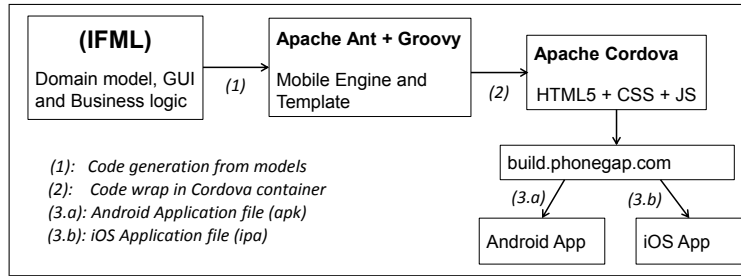 (IFML)
Domain model, GUI
and Business logic
(1)
Apache Ant + Groovy
Mobile Engine and
Template
(2)
Apache Cordova
HTML5 + CSS + JS
build.phonegap.com
(3.a)
(3.b)
Android App
iOS App
(1): Code generation from models
(2): Code wrap in Cordova container
(3.a): Android Application file (apk)
(3.b): iOS Application file (ipa)